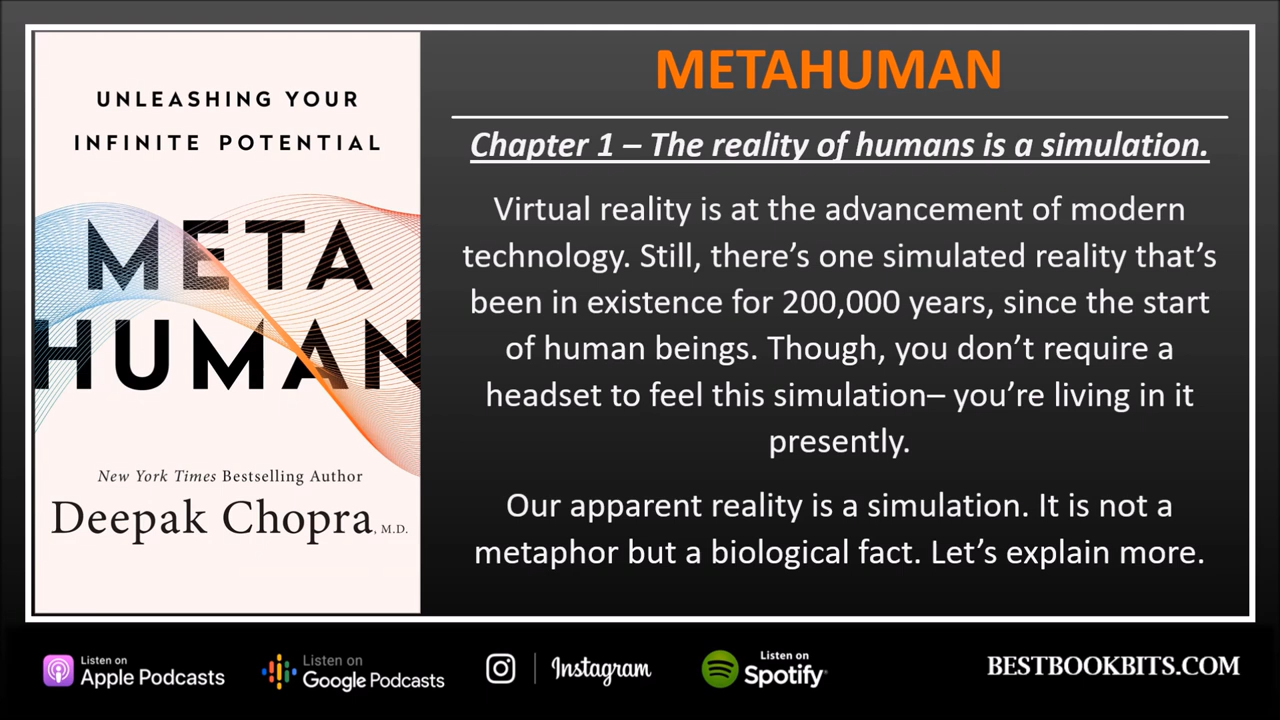 UNLEASHING YOUR
INFINITE POTENTIAL
META
HUMAN
New York Times Bestselling Author
Deepak Chopra, M.D.
METAHUMAN
Chapter 1 – The reality of humans is a simulation.
Virtual reality is at the advancement of modern
technology. Still, there’s one simulated reality that’s
been in existence for 200,000 years, since the start
of human beings. Though, you don’t require a
headset to feel this simulation– you’re living in it
presently.
Our apparent reality is a simulation. It is not a
metaphor but a biological fact. Let’s explain more.
Listen on
Apple Podcasts
Listen on
Google Podcasts
Instagram
Listen on
Spotify
BESTBOOKBITS.COM